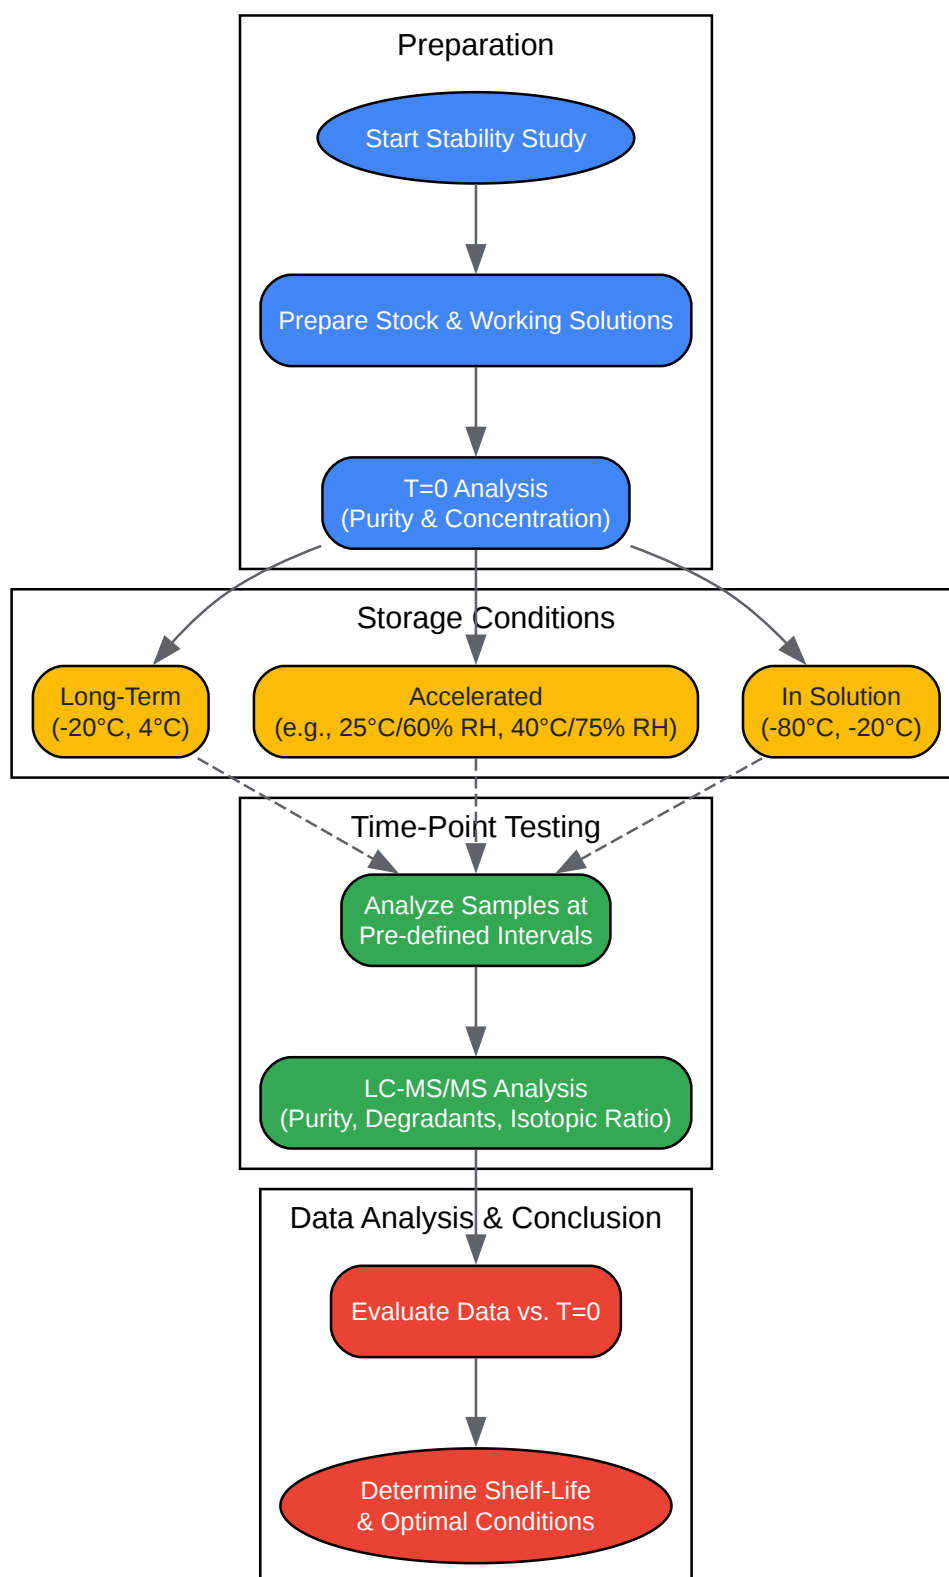 Preparation
Start Stability Study
Prepare Stock & Working Solutions
T=0 Analysis
(Purity & Concentration)
Storage Conditions
Long-Term
(-20°C, 4°C)
Accelerated
(e.g., 25°C/60% RH, 40°C/75% RH)
In Solution
(-80°C, -20°C)
Time-Point Testing
Analyze Samples at
Pre-defined Intervals
LC-MS/MS Analysis
(Purity, Degradants, Isotopic Ratio)
Data Analysis & Conclusion
Evaluate Data vs. T=0
Determine Shelf-Life
& Optimal Conditions